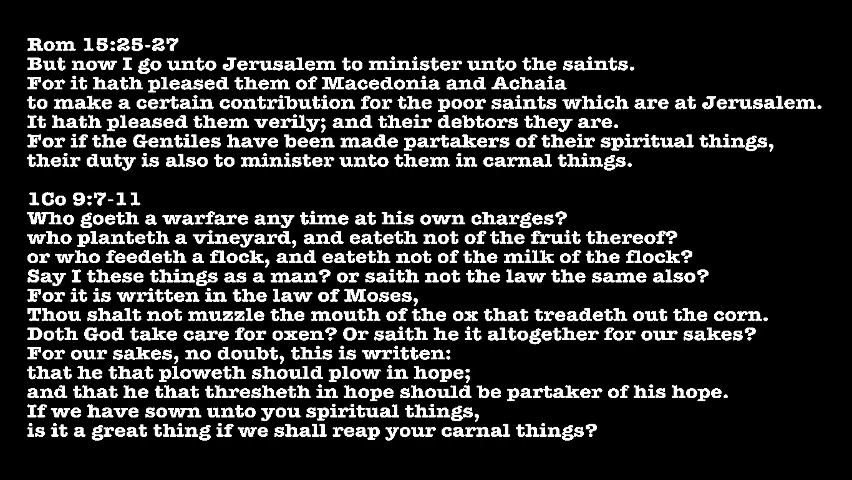 Rom 15:25-27
But now I go unto Jerusalem to minister unto the saints.
For it hath pleased them of Macedonia and Achaia
to make a certain contribution for the poor saints which are at Jerusalem.
It hath pleased them verily; and their debtors they are.
For if the Gentiles have been made partakers of their spiritual things,
their duty is also to minister unto them in carnal things.
1Co 9:7-11
Who goeth a warfare any time at his own charges?
who planteth a vineyard, and eateth not of the fruit thereof?
or who feedeth a flock, and eateth not of the milk of the flock?
Say I these things as a man? or saith not the law the same also?
For it is written in the law of Moses,
Thou shalt not muzzle the mouth of the ox that treadeth out the corn.
Doth God take care for oxen? Or saith he it altogether for our sakes?
For our sakes, no doubt, this is written:
that he that ploweth should plow in hope;
and that he that thresheth in hope should be partaker of his hope.
If we have sown unto you spiritual things,
is it a great thing if we shall reap your carnal things?